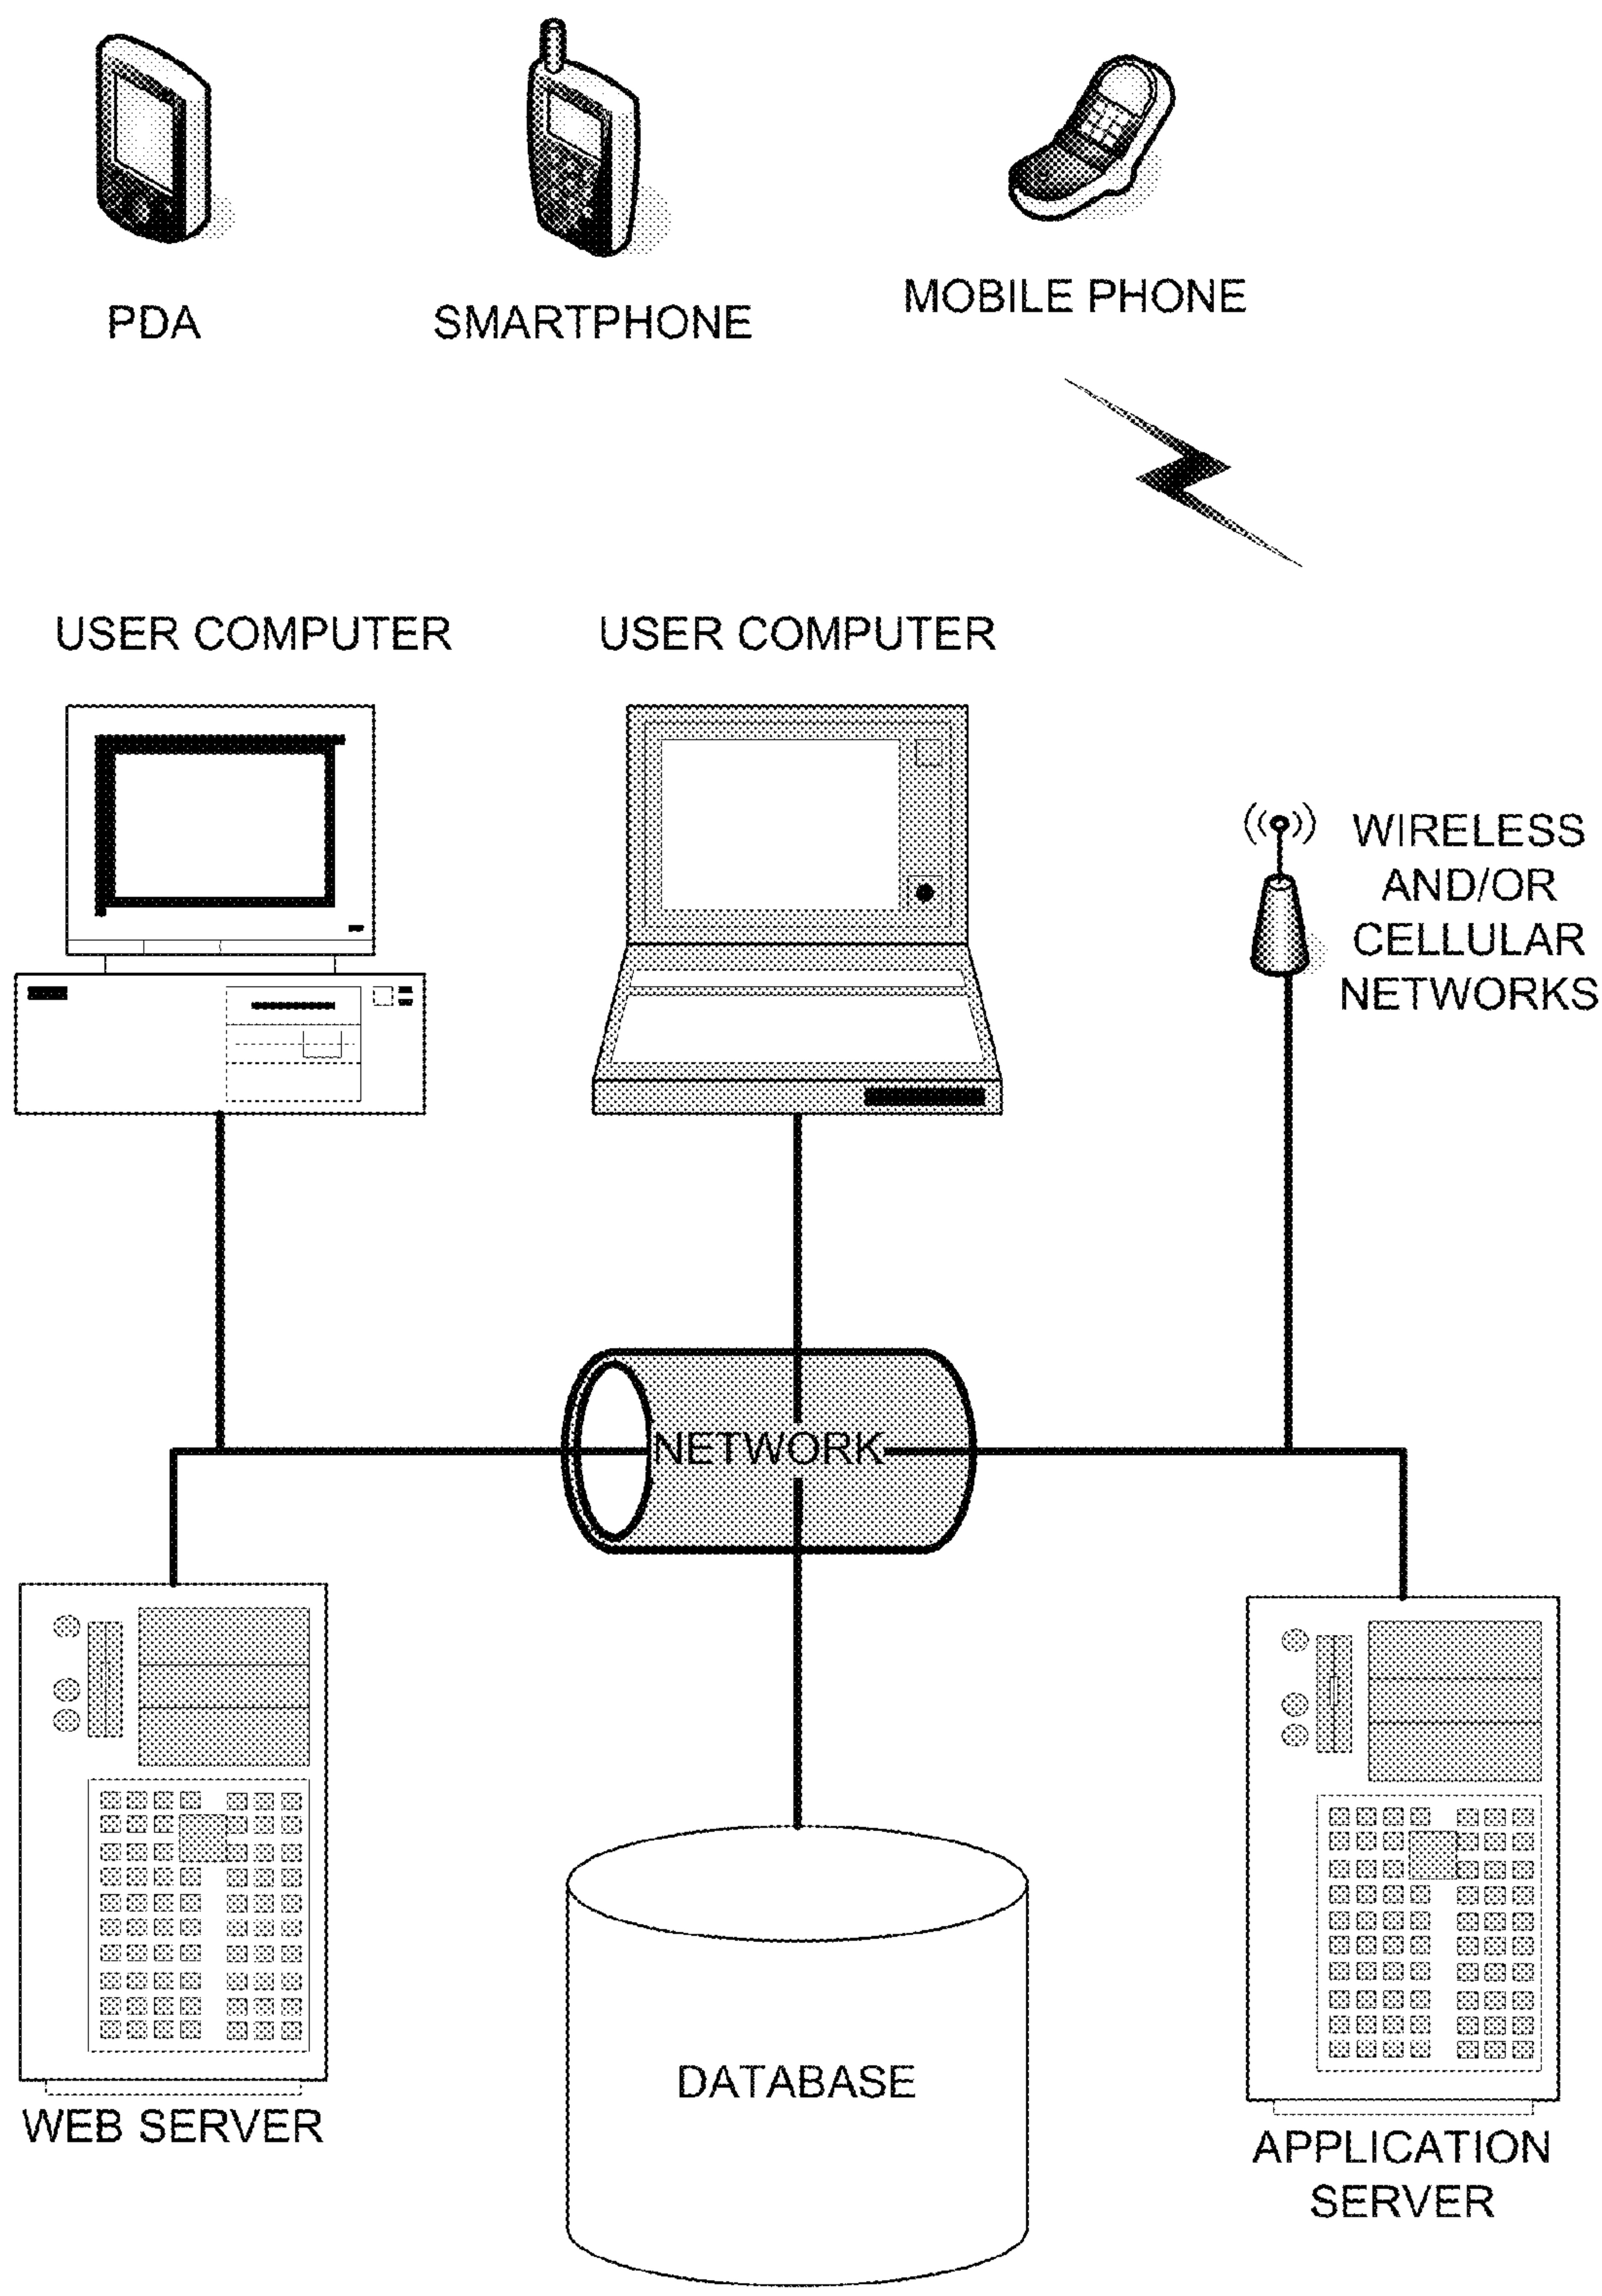 PDA
SMARTPHONE
MOBILE PHONE
USER COMPUTER
USER COMPUTER
WIRELESS
AND/OR
CELLULAR
NETWORKS
NETWORK
WEB SERVER
DATABASE
APPLICATION
SERVER